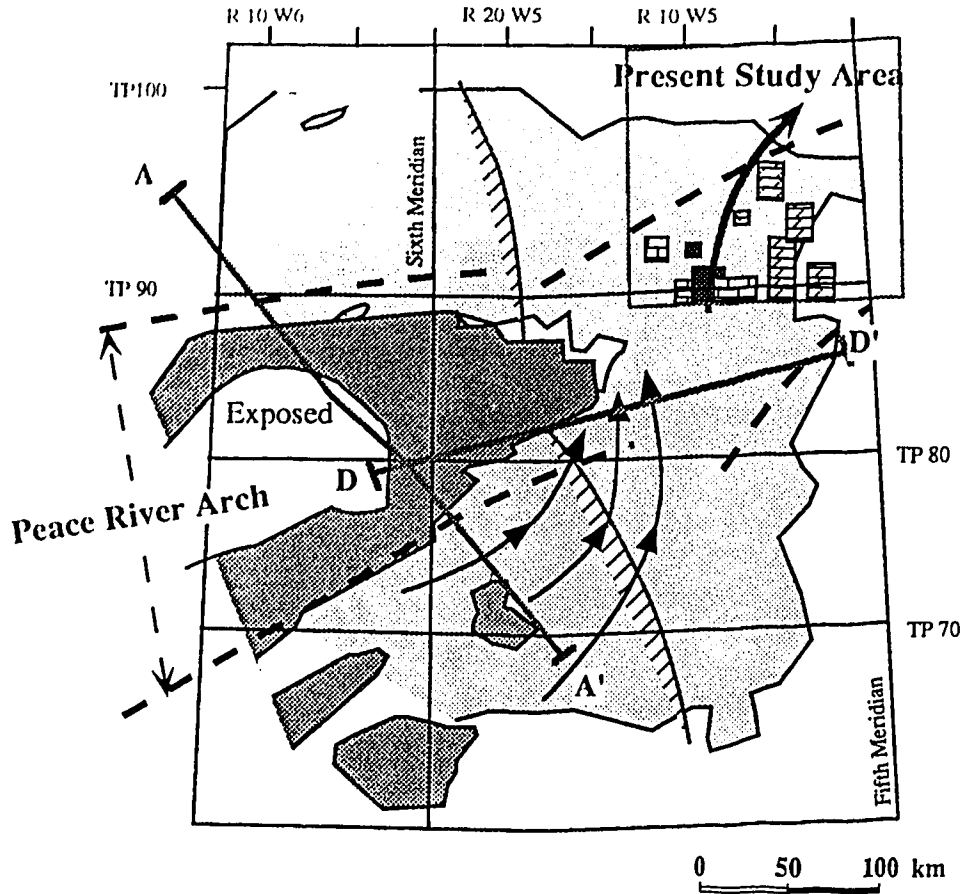 R 10 W6
R 20 W5
R 10 W5
TP100
Present Study Area
A
Sixth Meridian
TP 90
D'
Exposed
TP 80
D
Peace River Arch
TP 70
A'
Fifth Meridian
0 50 100 km